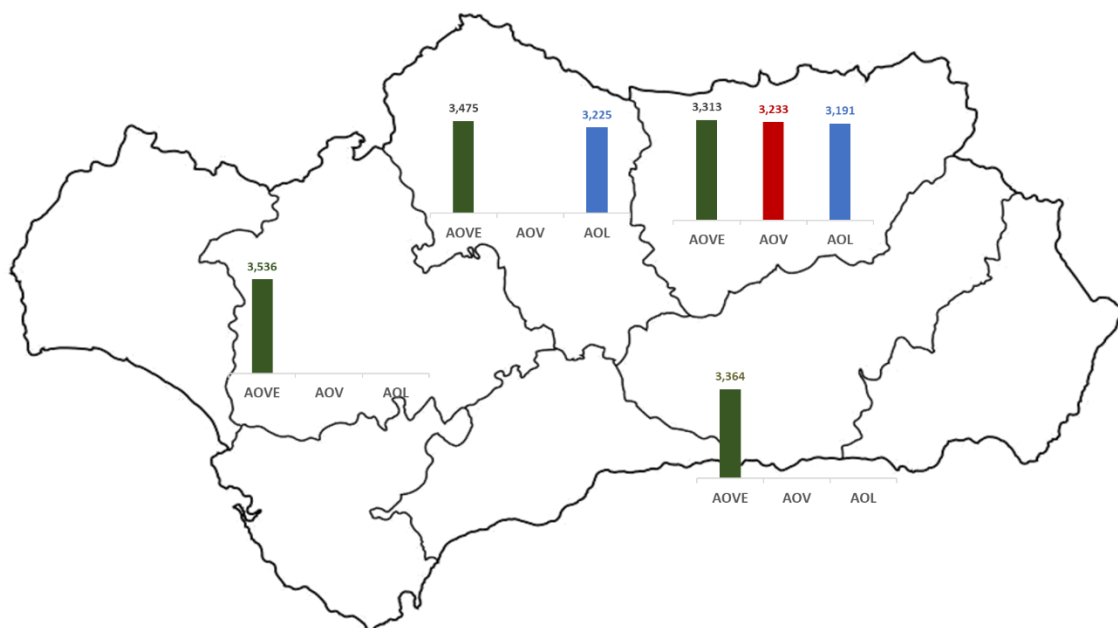 3,475
3,225
AOVE AOV AOL
3,313
3,233
3,191
AOVE AOV AOL
3,536
AOVE AOV AOL
3,364
AOVE AOV AOL